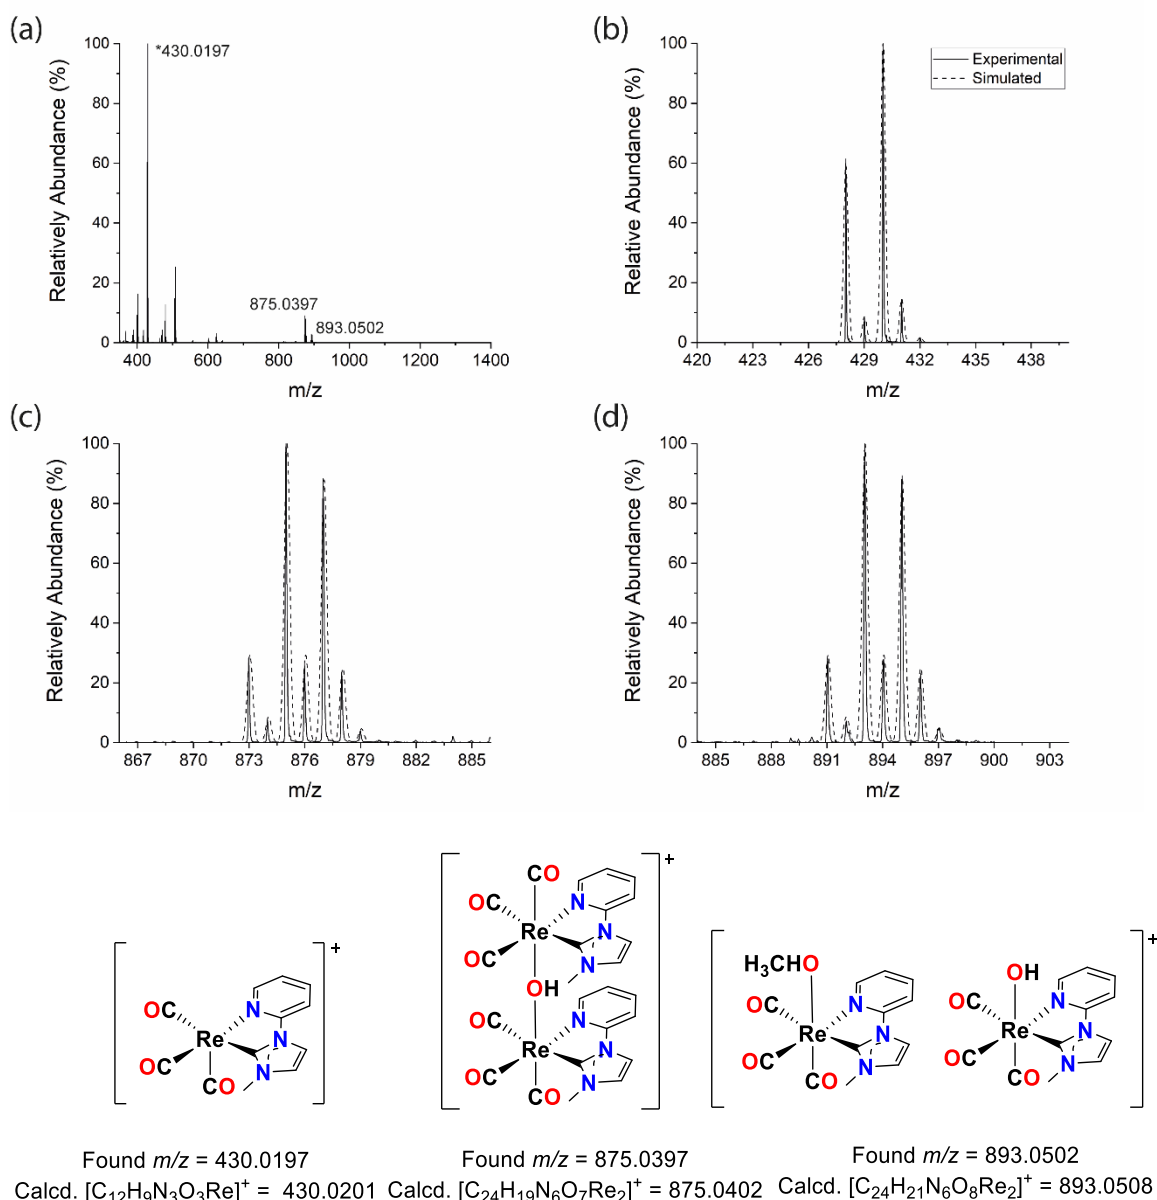 (a)
100
80
60
40
20
0
400 600 800 1000 1200 1400
Relatively Abundance (%)
m/z
*430.0197
875.0397
893.0502
(b)
100
80
60
40
20
0
420 423 426 429 432 435 438
Relative Abundance (%)
m/z
Experimental
Simulated
(c)
100
80
60
40
20
0
867 870 873 876 879 882 885
Relatively Abundance (%)
m/z
(d)
100
80
60
40
20
0
885 888 891 894 897 900 903
Relatively Abundance (%)
m/z
+
OC
N
Re
N
OC
N
CO
+
CO
OC
N
Re
N
OC
N
OH
OC
N
Re
N
OC
N
CO
+
H₃CHO
OC
N
Re
N
OC
N
CO
OH
OC
N
Re
N
OC
N
CO
Found m/z = 430.0197
Calcd. [C₁₂H₉N₃O₃Re]⁺ = 430.0201
Found m/z = 875.0397
Calcd. [C₂₄H₁₉N₆O₇Re₂]⁺ = 875.0402
Found m/z = 893.0502
Calcd. [C₂₄H₂₁N₆O₈Re₂]⁺ = 893.0508